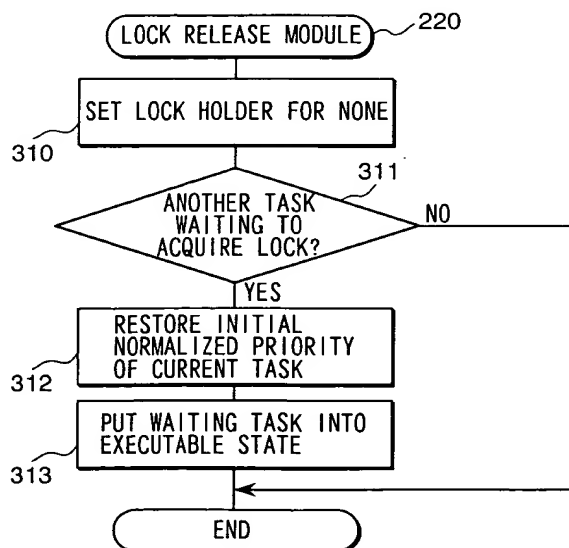 LOCK RELEASE MODULE
220
SET LOCK HOLDER FOR NONE
310
311
ANOTHER TASK
WAITING TO
ACQUIRE LOCK?
NO
YES
RESTORE INITIAL
NORMALIZED PRIORITY
OF CURRENT TASK
312
PUT WAITING TASK INTO
EXECUTABLE STATE
313
END